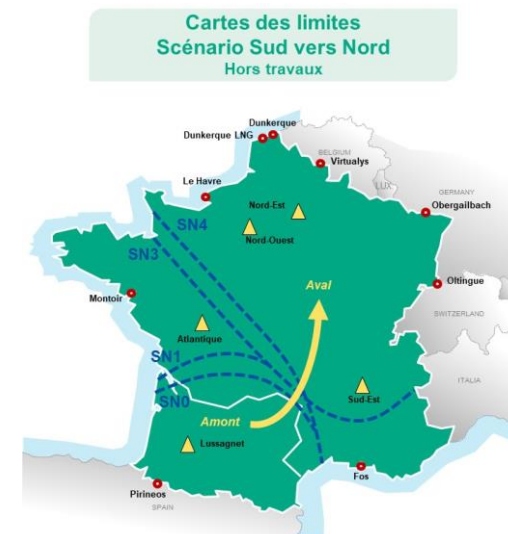 Cartes des limites
Scénario Sud vers Nord
Hors travaux
Dunkerque
Dunkerque LNG
BELGIUM
Virtualys
LUX
Le Havre
GERMANY
Nord-Est
Obergailbach
SN4
Nord-Ouest
SN3
Oltingue
Aval
Montoir
SWITZERLAND
Atlantique
SN1
ITALIA
SN0
Sud-Est
Amont
Lussagnet
Fos
Pirineos
SPAIN